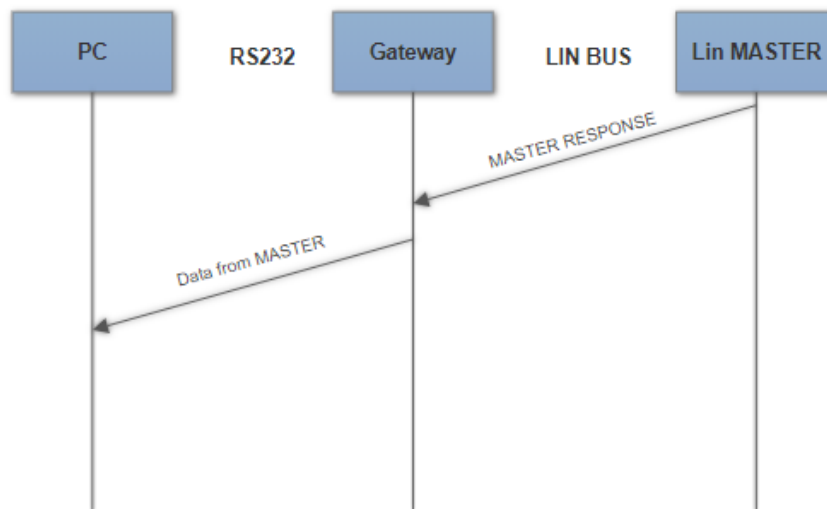 PC
RS232
Gateway
LIN BUS
Lin MASTER
MASTER RESPONSE
Data from MASTER